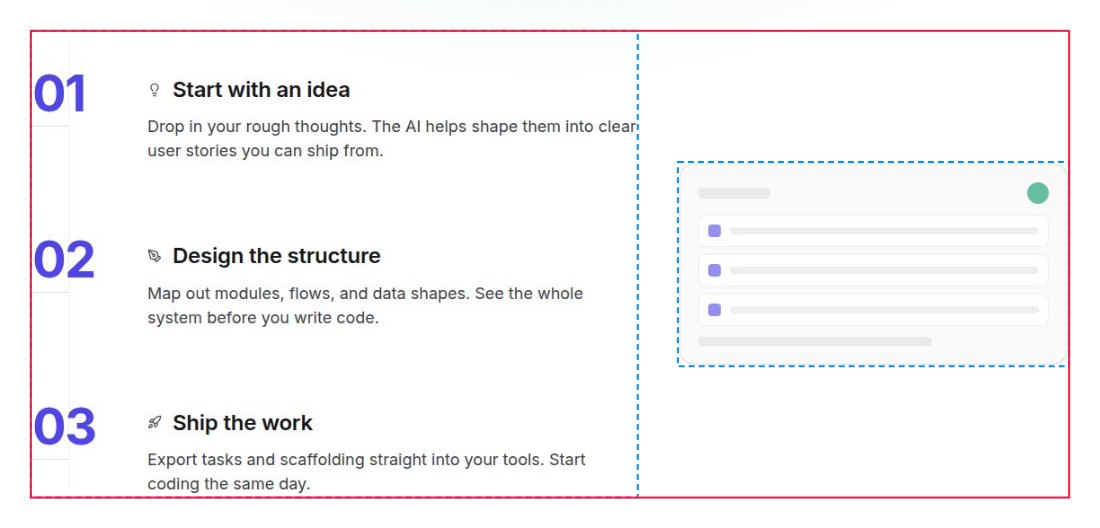 01
Start with an idea
Drop in your rough thoughts. The AI helps shape them into clear
user stories you can ship from.
02
Design the structure
Map out modules, flows, and data shapes. See the whole
system before you write code.
03
Ship the work
Export tasks and scaffolding straight into your tools. Start
coding the same day.